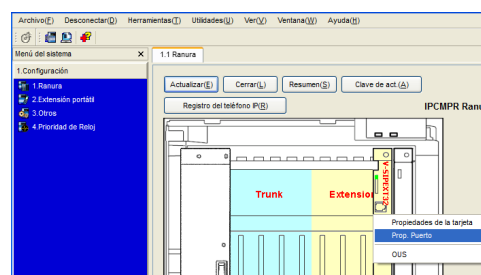 Archivo(F) Desconectar(D) Herramientas(T) Utilidades(U) Ver(V) Ventana(W) Ayuda(H)
Menú del sistema X 1.1 Ranura
1.Configuración
1.Ranura
2.Extensión portátil
3.Otros
4.Prioridad de Reloj
Actualizar(E) Cerrar(L) Resumen(S) Clave de act.(A)
Registro del teléfono IP(R) IPCMPR Ranu
Trunk Extension
V-SIPEXT32
Propiedades de la tarjeta
Prop. Puerto
OUS